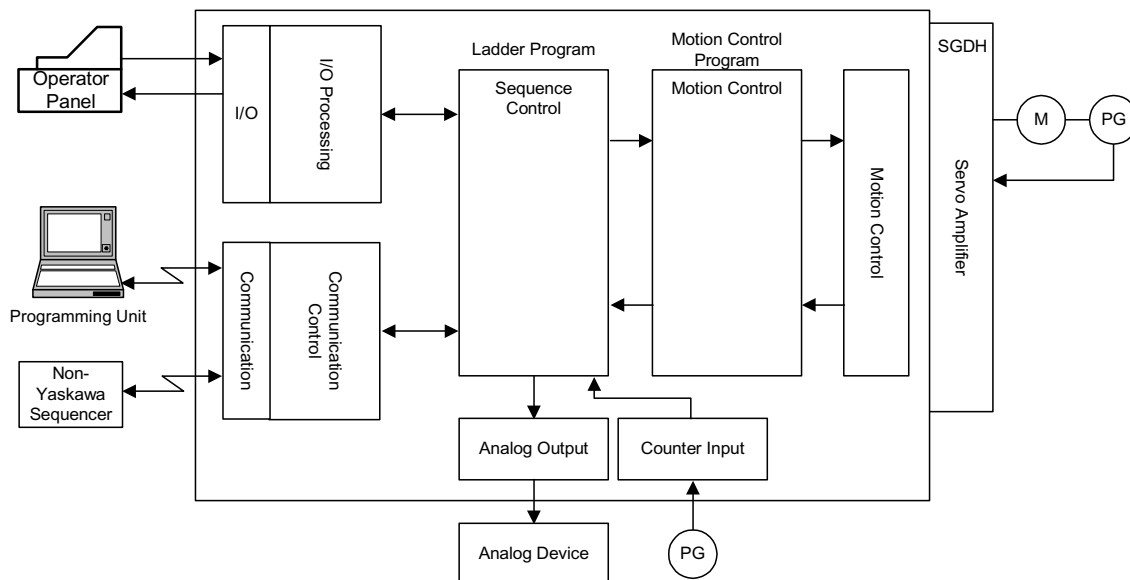 Operator
Panel
I/O
I/O Processing
Ladder Program
Sequence
Control
Motion Control
Program
Motion Control
Motion Control
SGDH
Servo Amplifier
M
PG
Programming Unit
Communication
Communication
Control
Non-
Yaskawa
Sequencer
Analog Output
Counter Input
Analog Device
PG